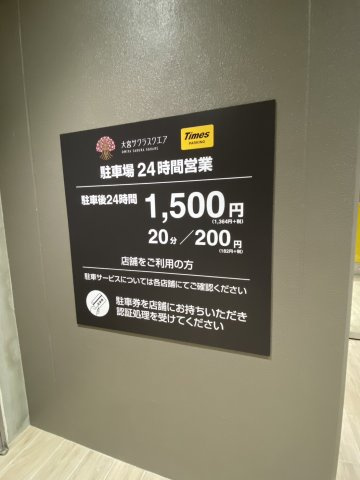 大宮サクラスクエア
OMIYA SAKURA SQUARE
Times
PARKING
駐車場 24時間営業
駐車後24時間 1,500円
(1,364円+税)
20分／200円
(182円+税)
店舗をご利用の方
駐車サービスについては各店舗にてご確認ください
駐車券を店舗にお持ちいただき
認証処理を受けてください